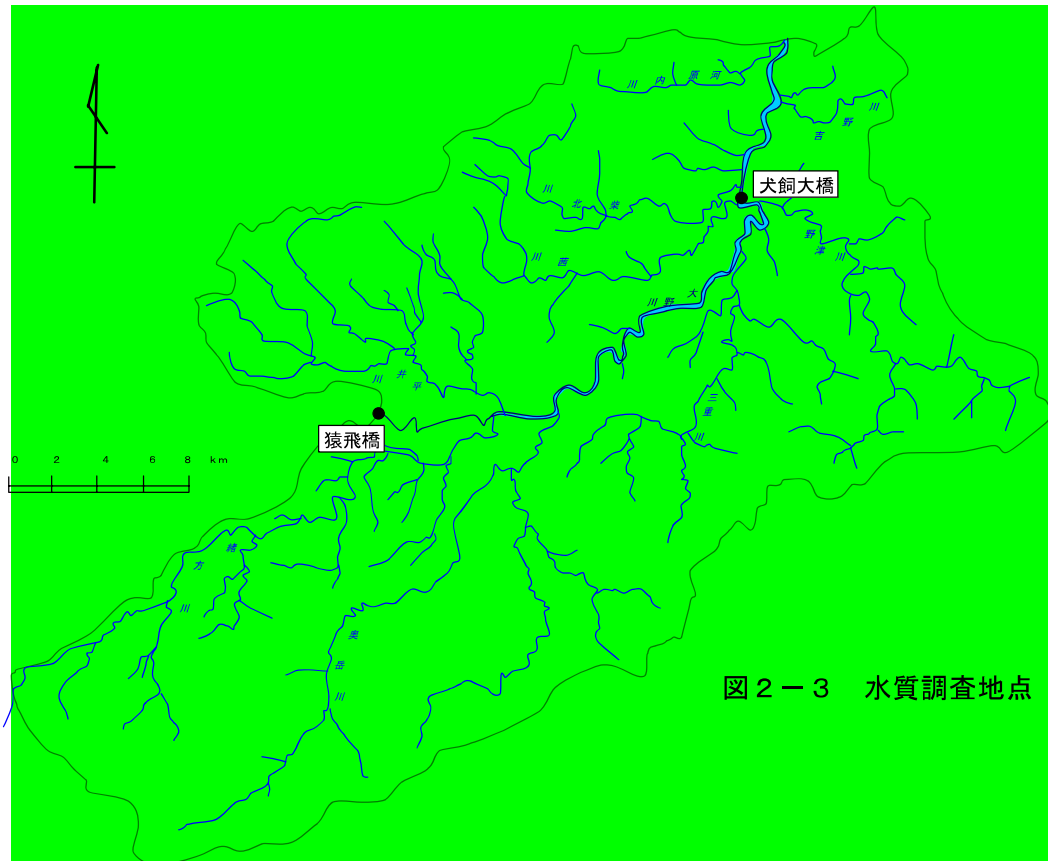 川内原河
吉野川
犬飼大橋
川北柴
野津川
川茜
川野大
川井平
三重川
猿飛橋
0 2 4 6 8 km
緒方川
奥岳川
図2-3 水質調査地点